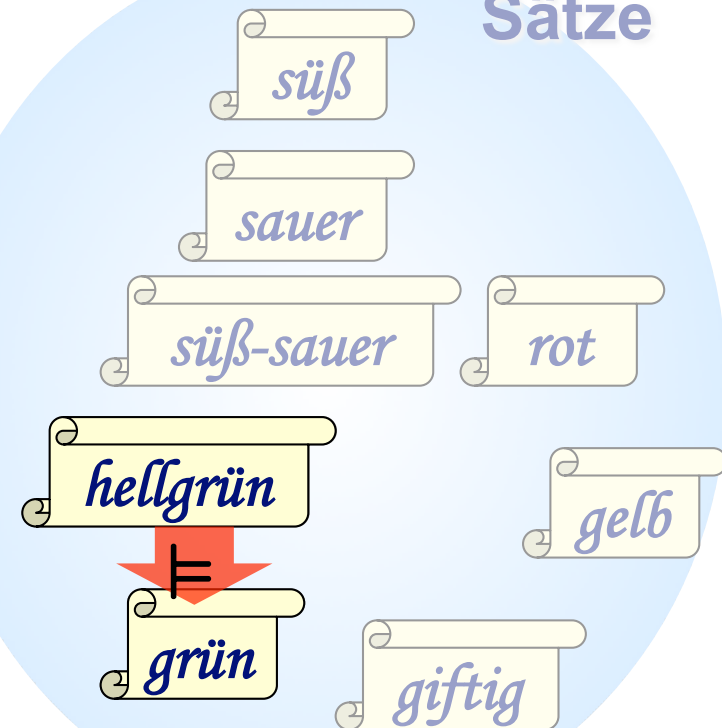 Sätze
süß
sauer
süß-sauer
rot
hellgrün
gelb
⊨
grün
giftig